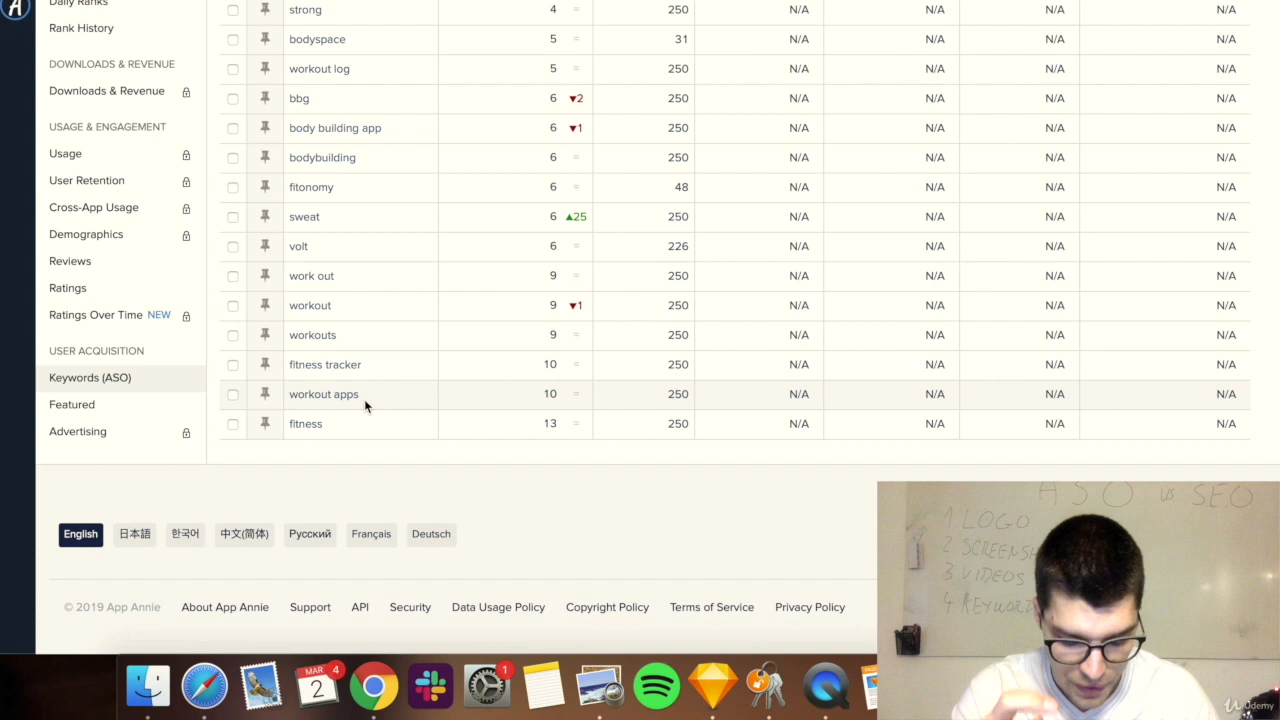 Daily Ranks
Rank History
DOWNLOADS & REVENUE
Downloads & Revenue
USAGE & ENGAGEMENT
Usage
User Retention
Cross-App Usage
Demographics
Reviews
Ratings
Ratings Over Time NEW
USER ACQUISITION
Keywords (ASO)
Featured
Advertising
strong 4 = 250 N/A N/A N/A N/A
bodyspace 5 = 31 N/A N/A N/A N/A
workout log 5 = 250 N/A N/A N/A N/A
bbg 6 ▼2 250 N/A N/A N/A N/A
body building app 6 ▼1 250 N/A N/A N/A N/A
bodybuilding 6 = 250 N/A N/A N/A N/A
fitonomy 6 = 48 N/A N/A N/A N/A
sweat 6 ▲25 250 N/A N/A N/A N/A
volt 6 = 226 N/A N/A N/A N/A
work out 9 = 250 N/A N/A N/A N/A
workout 9 ▼1 250 N/A N/A N/A N/A
workouts 9 = 250 N/A N/A N/A N/A
fitness tracker 10 = 250 N/A N/A N/A N/A
workout apps 10 = 250 N/A N/A N/A N/A
fitness 13 = 250 N/A N/A N/A N/A
English 日本語 한국어 中文(简体) Русский Français Deutsch
© 2019 App Annie About App Annie Support API Security Data Usage Policy Copyright Policy Terms of Service Privacy Policy
ASO vs SEO
1 LOGO
2 SCREENSH
3 VIDEOS
4 KEYWORD
MAR 4
2
1
Udemy